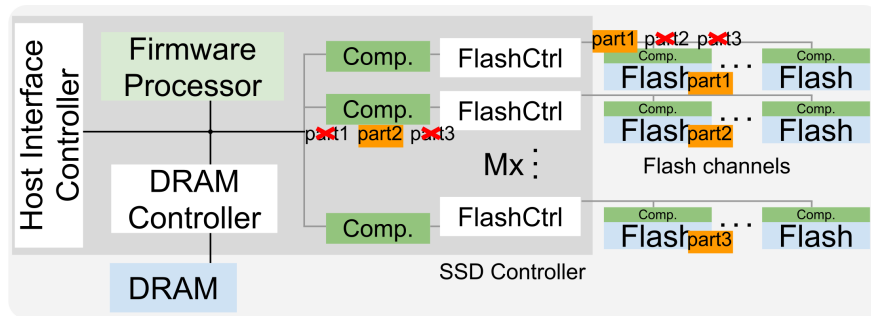 Host Interface
Controller
Firmware
Processor
DRAM
Controller
DRAM
Comp.
FlashCtrl
Comp.
FlashCtrl
part1 part2 part3
Mx
Comp.
FlashCtrl
SSD Controller
part1 part2 part3
Comp.
Flash
part1
...
Comp.
Flash
Comp.
Flash
part2
...
Comp.
Flash
Flash channels
Comp.
Flash
part3
...
Comp.
Flash